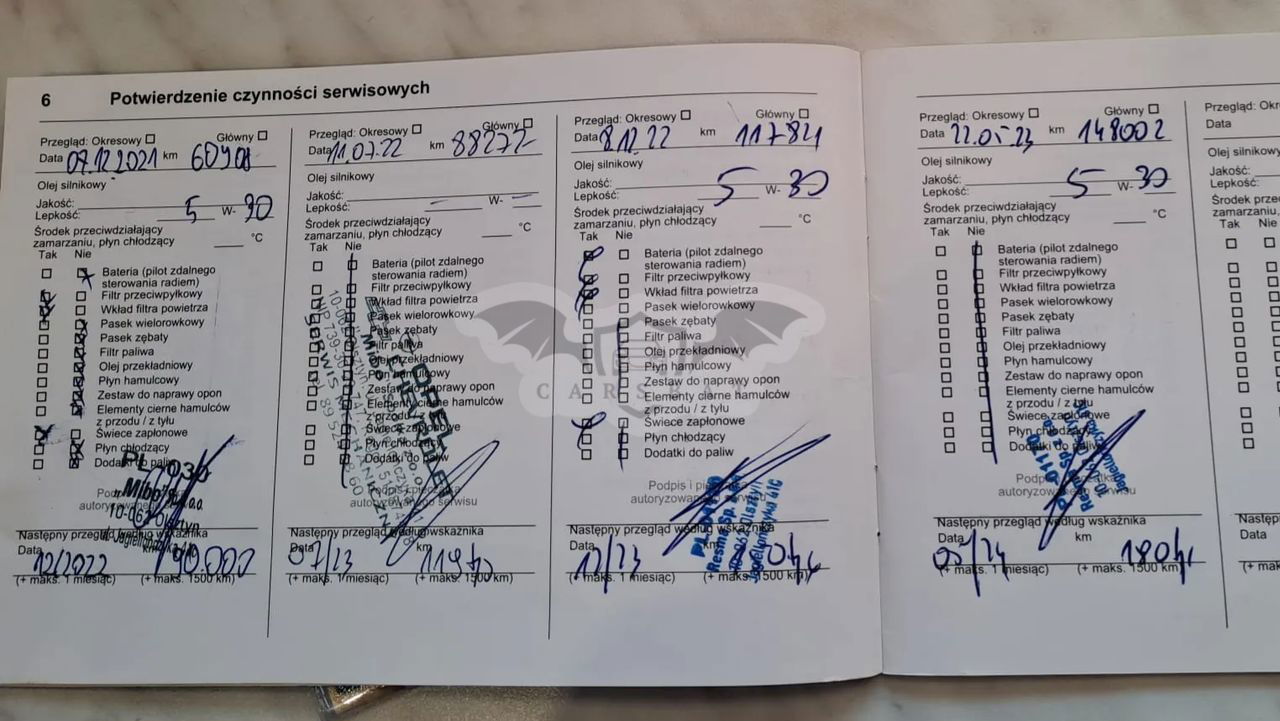 6 Potwierdzenie czynności serwisowych
Przegląd: Okresowy Główny
Data 07.12.2021 km 60908
Olej silnikowy
Jakość:
Lepkość: 5 W- 30
Środek przeciwdziałający
zamarzaniu, płyn chłodzący °C
Tak Nie
Bateria (pilot zdalnego
sterowania radiem)
Filtr przeciwpyłkowy
Wkład filtra powietrza
Pasek wielorowkowy
Pasek zębaty
Filtr paliwa
Olej przekładniowy
Płyn hamulcowy
Zestaw do naprawy opon
Elementy cierne hamulców
z przodu / z tyłu
Świece zapłonowe
Płyn chłodzący
Dodatki do paliw
Następny przegląd według wskaźnika
Data km
12/2022 90.000
(+ maks. 1 miesiąc) (+ maks. 1500 km)
Przegląd: Okresowy Główny
Data 11.07.22 km 88272
Olej silnikowy
Jakość:
Lepkość: W-
Środek przeciwdziałający
zamarzaniu, płyn chłodzący °C
Tak Nie
Bateria (pilot zdalnego
sterowania radiem)
Filtr przeciwpyłkowy
Wkład filtra powietrza
Pasek wielorowkowy
Pasek zębaty
Filtr paliwa
Olej przekładniowy
Płyn hamulcowy
Zestaw do naprawy opon
Elementy cierne hamulców
z przodu / z tyłu
Świece zapłonowe
Płyn chłodzący
Dodatki do paliw
Podpis i pieczątka
autoryzowanego serwisu
Następny przegląd według wskaźnika
Data km
07/23
(+ maks. 1 miesiąc) (+ maks. 1500 km)
Przegląd: Okresowy Główny
Data 8.12.22 km 117821
Olej silnikowy
Jakość:
Lepkość: 5 W- 30
Środek przeciwdziałający
zamarzaniu, płyn chłodzący °C
Tak Nie
Bateria (pilot zdalnego
sterowania radiem)
Filtr przeciwpyłkowy
Wkład filtra powietrza
Pasek wielorowkowy
Pasek zębaty
Filtr paliwa
Olej przekładniowy
Płyn hamulcowy
Zestaw do naprawy opon
Elementy cierne hamulców
z przodu / z tyłu
Świece zapłonowe
Płyn chłodzący
Dodatki do paliw
Podpis i pieczątka
autoryzowanego serwisu
Następny przegląd według wskaźnika
Data
12/23
(+ maks. 1 miesiąc) (+ maks. 1500 km)
Przegląd: Okresowy Główny
Data 22.05.23 km 148002
Olej silnikowy
Jakość:
Lepkość: 5 W- 30
Środek przeciwdziałający
zamarzaniu, płyn chłodzący °C
Tak Nie
Bateria (pilot zdalnego
sterowania radiem)
Filtr przeciwpyłkowy
Wkład filtra powietrza
Pasek wielorowkowy
Pasek zębaty
Filtr paliwa
Olej przekładniowy
Płyn hamulcowy
Zestaw do naprawy opon
Elementy cierne hamulców
z przodu / z tyłu
Świece zapłonowe
Płyn chłodzący
Dodatki do paliw
Podpis i pieczątka
autoryzowanego serwisu
Następny przegląd według wskaźnika
Data km
05/24
(+ maks. 1 miesiąc) (+ maks. 1500 km)
Data
Tak